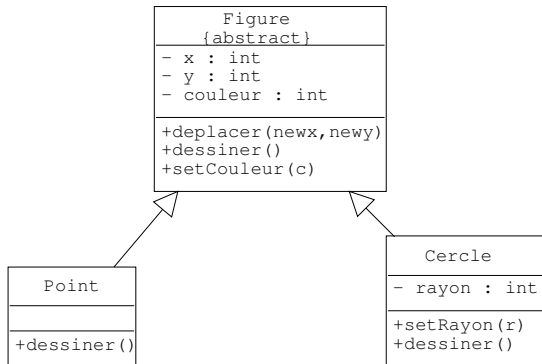 Figure
{abstract}
- x : int
- y : int
- couleur : int
+deplacer(newx,newy)
+dessiner()
+setCouleur(c)
Point
+dessiner()
Cercle
- rayon : int
+setRayon(r)
+dessiner()